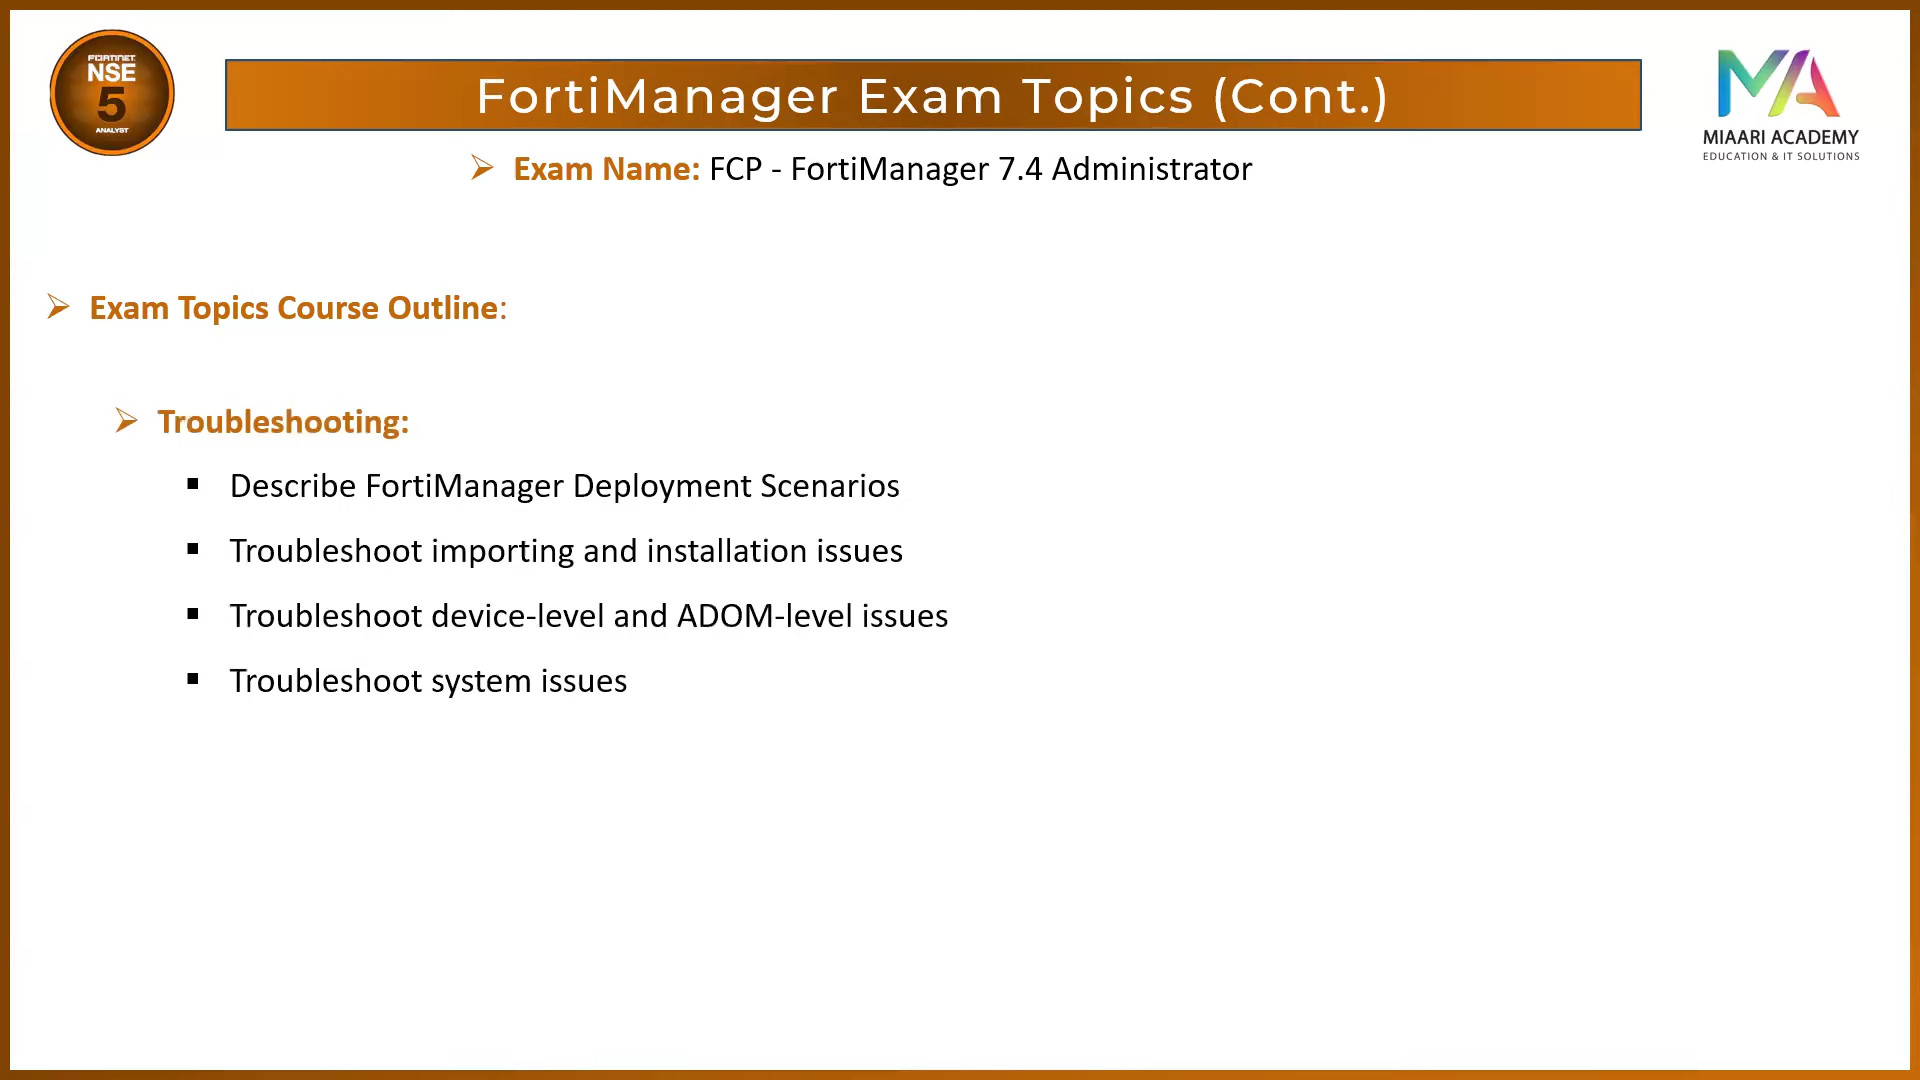 FORTINET
NSE
5
ANALYST
FortiManager Exam Topics (Cont.)
MIAARI ACADEMY
EDUCATION & IT SOLUTIONS
Exam Name: FCP - FortiManager 7.4 Administrator
Exam Topics Course Outline:
Troubleshooting:
Describe FortiManager Deployment Scenarios
Troubleshoot importing and installation issues
Troubleshoot device-level and ADOM-level issues
Troubleshoot system issues